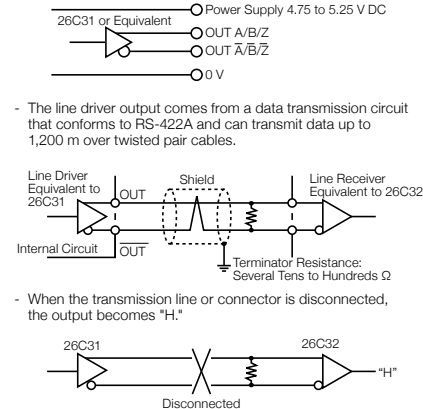 Power Supply 4.75 to 5.25 V DC
26C31 or Equivalent
OUT A/B/Z
OUT A̅/B̅/Z̅
0 V
- The line driver output comes from a data transmission circuit
that conforms to RS-422A and can transmit data up to
1,200 m over twisted pair cables.
Line Driver
Equivalent to
26C31
OUT
Shield
Line Receiver
Equivalent to 26C32
Internal Circuit
O̅U̅T̅
Terminator Resistance:
Several Tens to Hundreds Ω
- When the transmission line or connector is disconnected,
the output becomes "H."
26C31
26C32
"H"
Disconnected